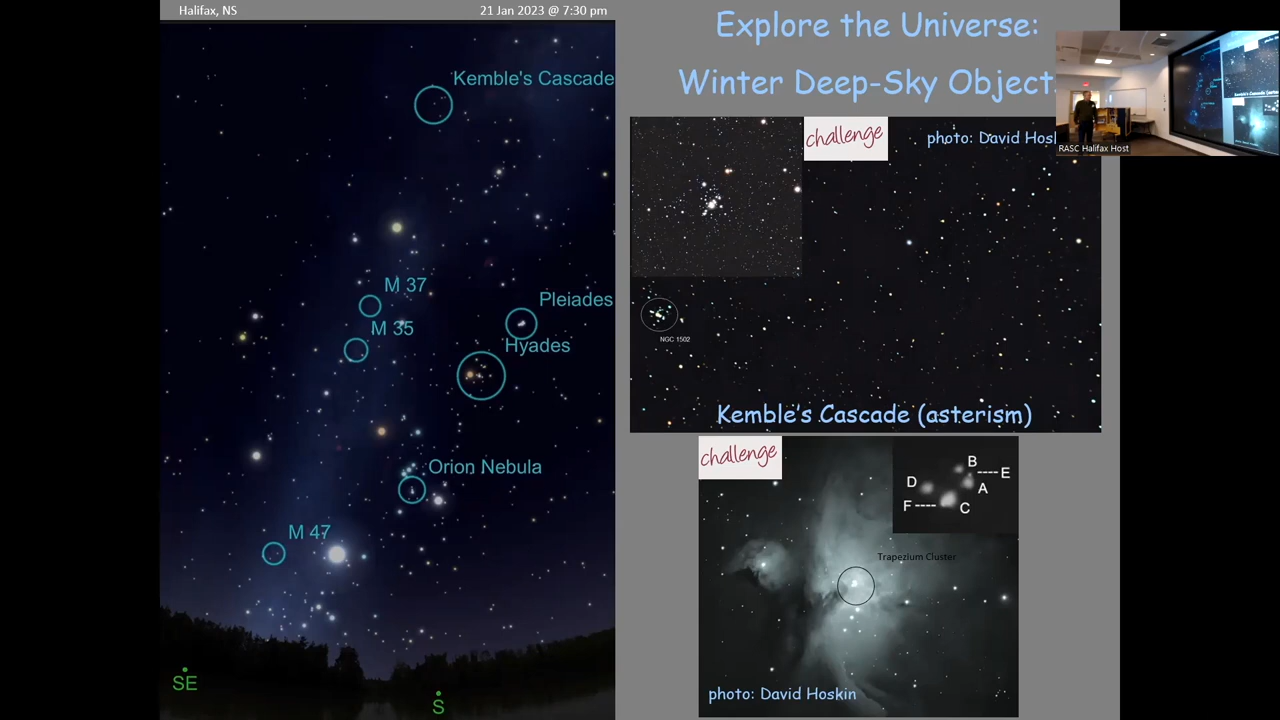 Halifax, NS
21 Jan 2023 @ 7:30 pm
Kemble's Cascade
M 37
M 35
Pleiades
Hyades
Orion Nebula
M 47
SE
S
Explore the Universe:
Winter Deep-Sky Object
challenge
photo: David Hosk
NGC 1502
Kemble's Cascade (asterism)
challenge
B
E
D
A
F
C
Trapezium Cluster
photo: David Hoskin
RASC Halifax Host